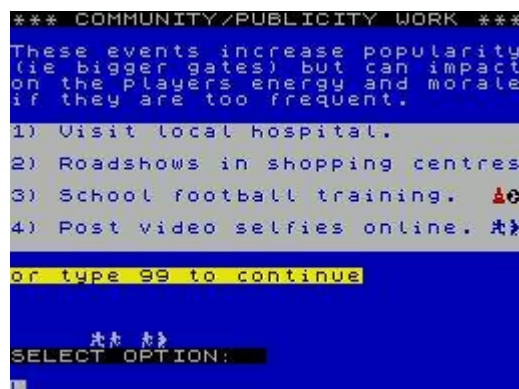 *** COMMUNITY/PUBLICITY WORK ***
These events increase popularity
(ie bigger gates) but can impact
on the players energy and morale
if they are too frequent.
1) Visit local hospital.
2) Roadshows in shopping centres
3) School football training.
4) Post video selfies online.
or type 99 to continue
SELECT OPTION: